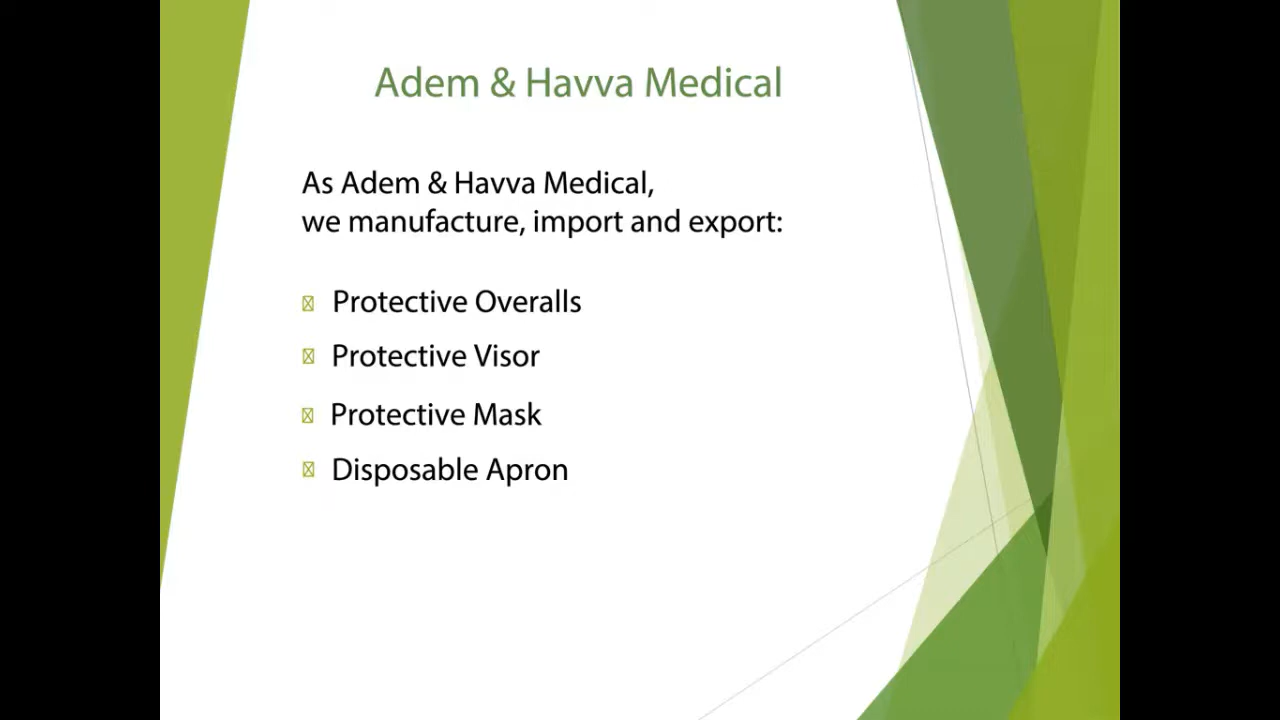 Adem & Havva Medical
As Adem & Havva Medical,
we manufacture, import and export:
Protective Overalls
Protective Visor
Protective Mask
Disposable Apron